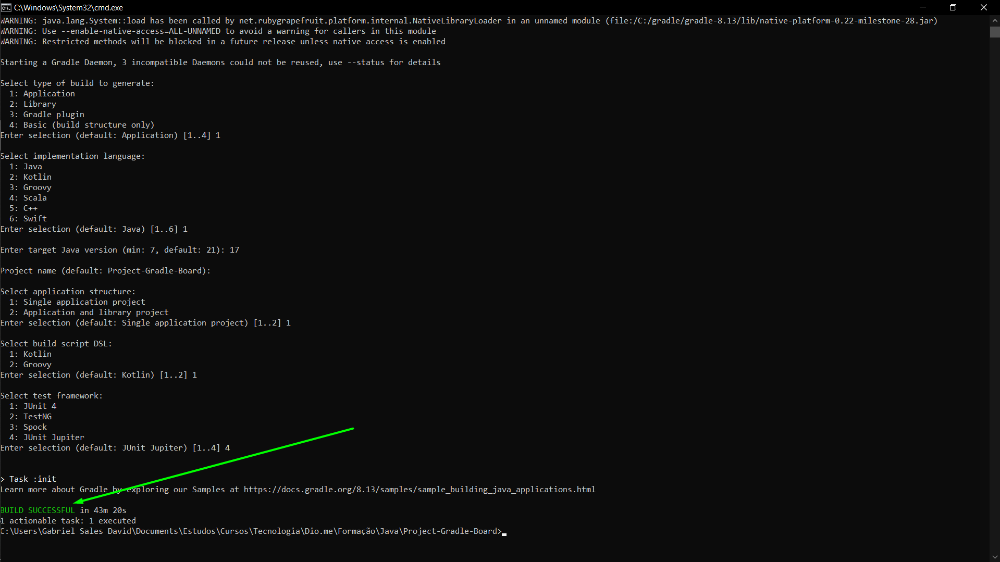 C:\Windows\System32\cmd.exe
WARNING: java.lang.System::load has been called by net.rubygrapefruit.platform.internal.NativeLibraryLoader in an unnamed module (file:/C:/gradle/gradle-8.13/lib/native-platform-0.22-milestone-28.jar)
WARNING: Use --enable-native-access=ALL-UNNAMED to avoid a warning for callers in this module
WARNING: Restricted methods will be blocked in a future release unless native access is enabled
Starting a Gradle Daemon, 3 incompatible Daemons could not be reused, use --status for details
Select type of build to generate:
1: Application
2: Library
3: Gradle plugin
4: Basic (build structure only)
Enter selection (default: Application) [1..4] 1
Select implementation language:
1: Java
2: Kotlin
3: Groovy
4: Scala
5: C++
6: Swift
Enter selection (default: Java) [1..6] 1
Enter target Java version (min: 7, default: 21): 17
Project name (default: Project-Gradle-Board):
Select application structure:
1: Single application project
2: Application and library project
Enter selection (default: Single application project) [1..2] 1
Select build script DSL:
1: Kotlin
2: Groovy
Enter selection (default: Kotlin) [1..2] 1
Select test framework:
1: JUnit 4
2: TestNG
3: Spock
4: JUnit Jupiter
Enter selection (default: JUnit Jupiter) [1..4] 4
> Task :init
Learn more about Gradle by exploring our Samples at https://docs.gradle.org/8.13/samples/sample_building_java_applications.html
BUILD SUCCESSFUL in 43m 20s
1 actionable task: 1 executed
C:\Users\Gabriel Sales David\Documents\Estudos\Cursos\Tecnologia\Dio.me\Formação\Java\Project-Gradle-Board>